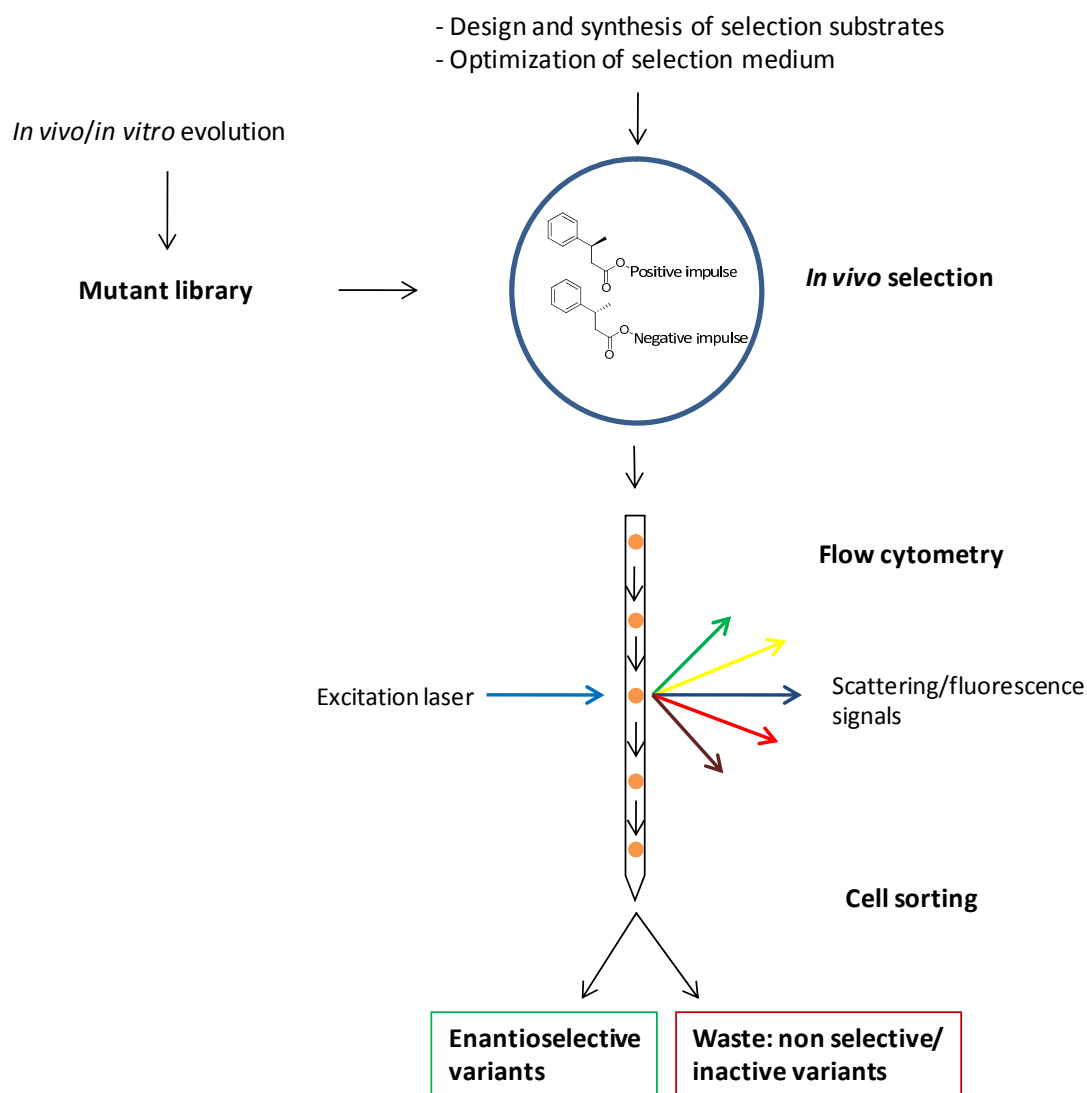 - Design and synthesis of selection substrates
- Optimization of selection medium
In vivo/in vitro evolution
Mutant library
O
Positive impulse
O
O
Negative impulse
O
In vivo selection
Flow cytometry
Excitation laser
Scattering/fluorescence
signals
Cell sorting
Enantioselective
variants
Waste: non selective/
inactive variants